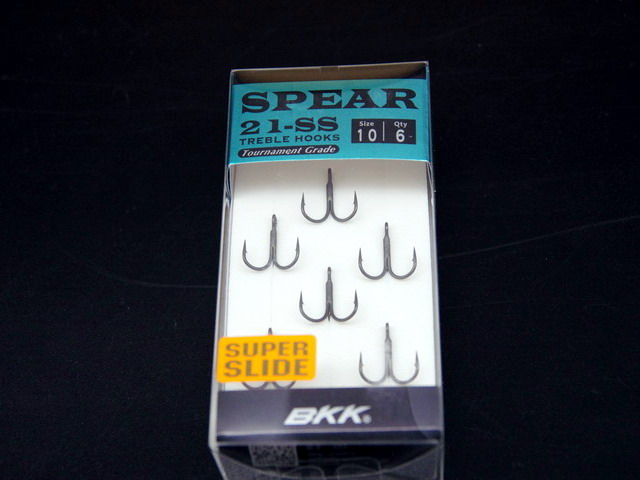 SPEAR
21-SS
TREBLE HOOKS
Tournament Grade
Size Qty
10 6
SUPER
SLIDE
BKK®